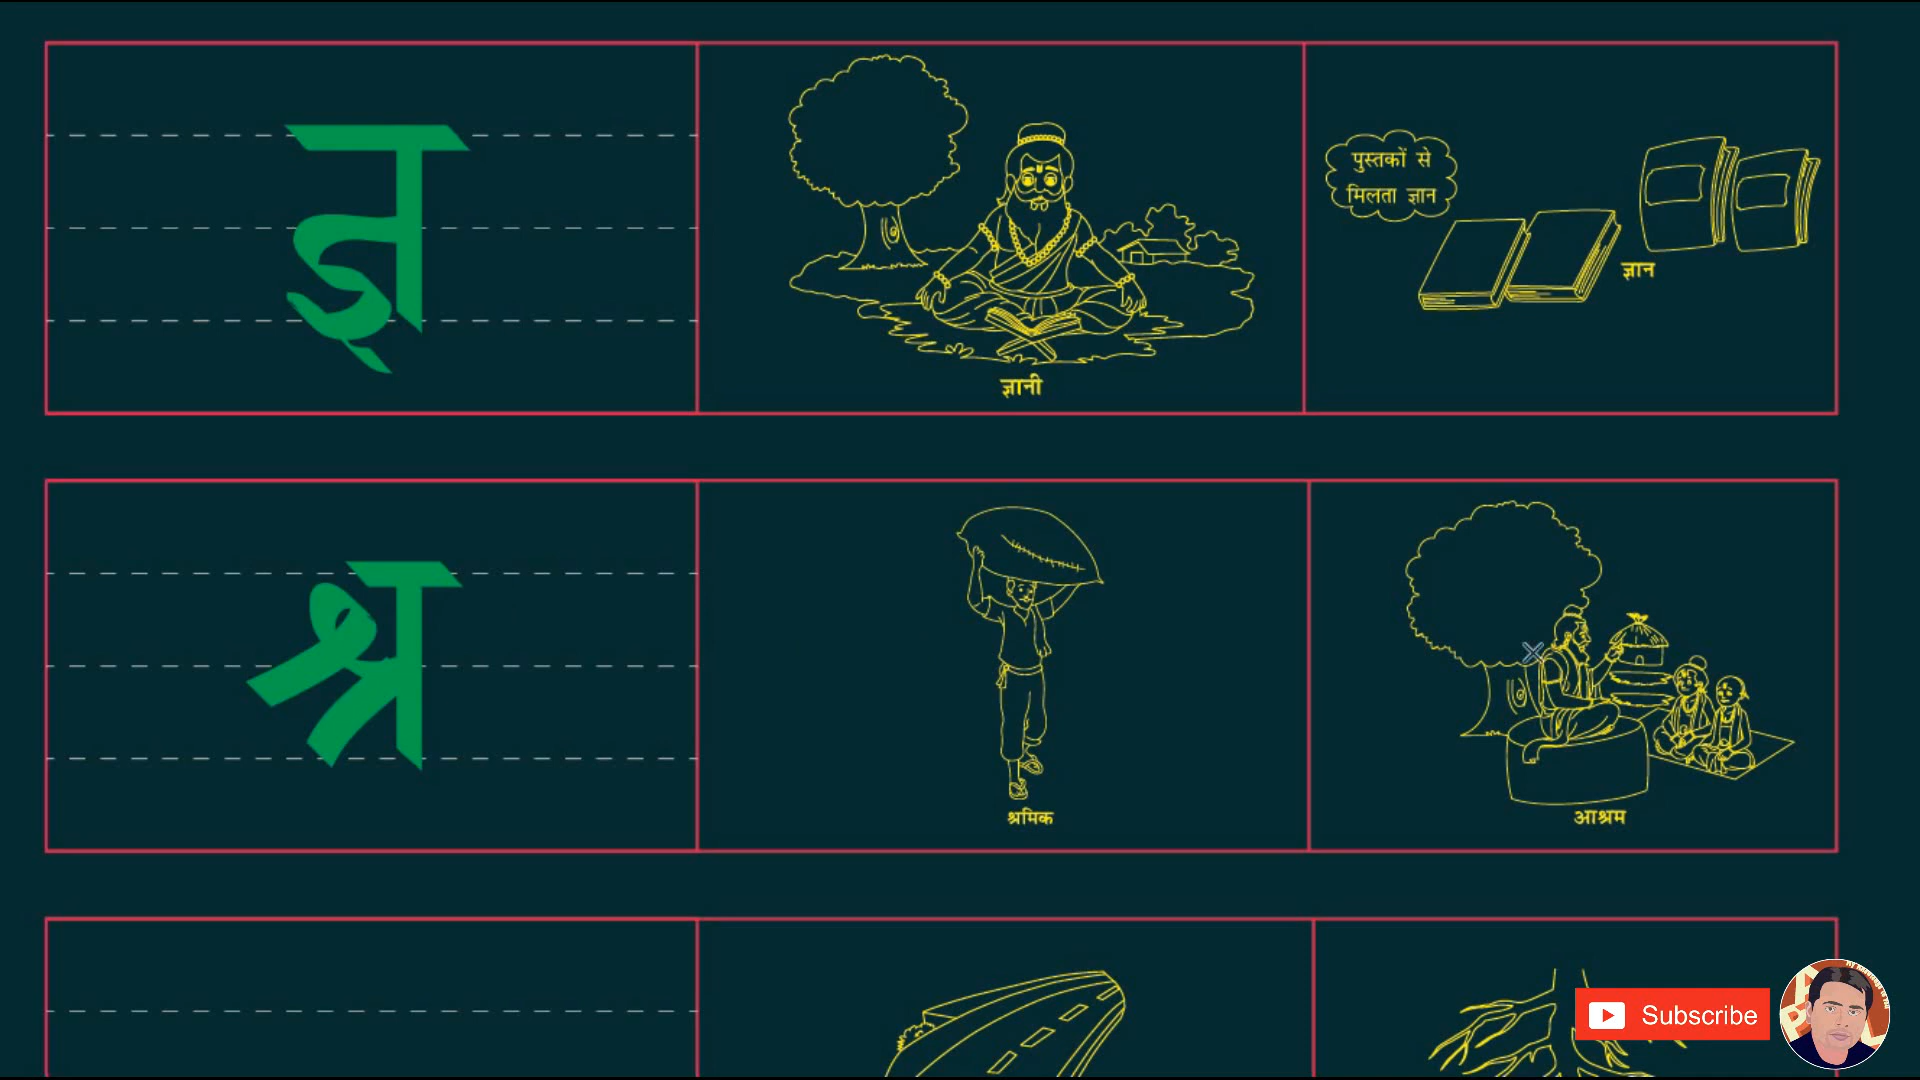 ज्ञ
पुस्तकों से
मिलता ज्ञान
ज्ञान
ज्ञानी
श्र
श्रमिक
आश्रम
Subscribe